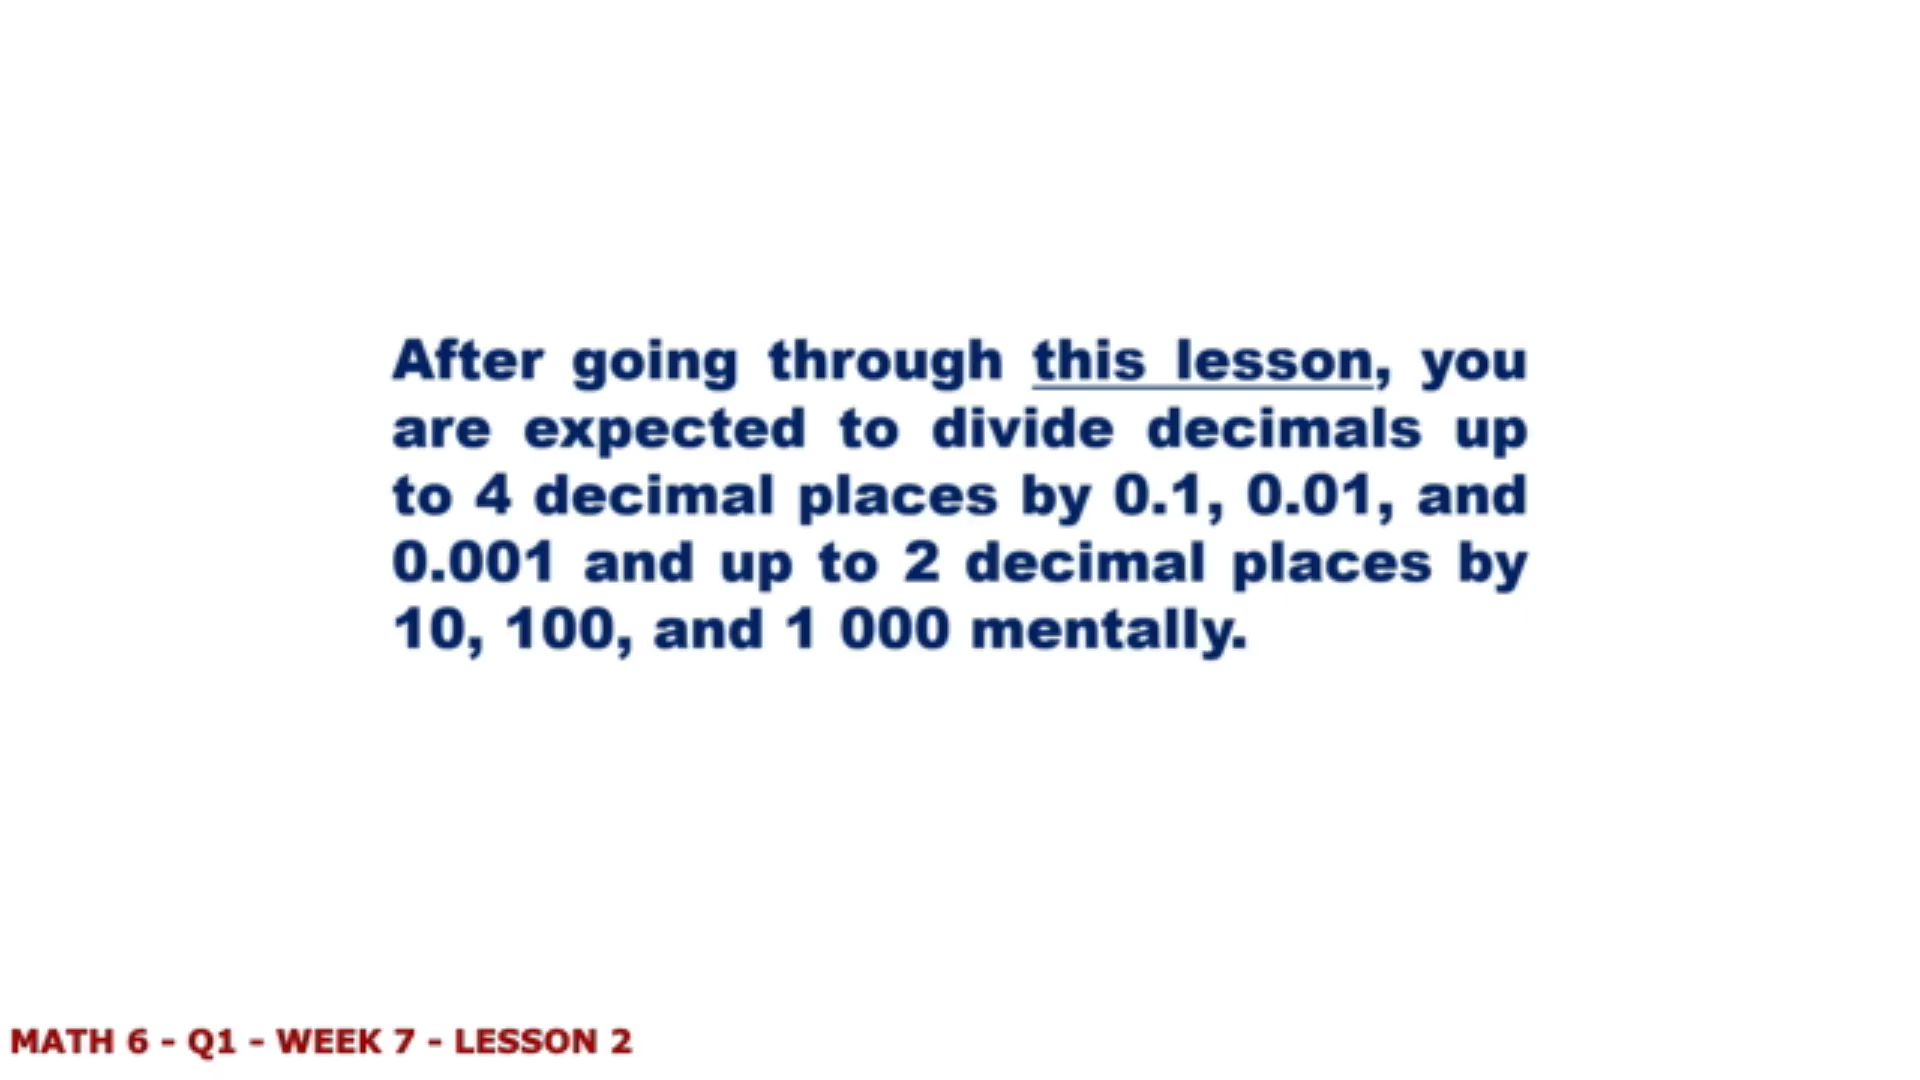 After going through this lesson, you
are expected to divide decimals up
to 4 decimal places by 0.1, 0.01, and
0.001 and up to 2 decimal places by
10, 100, and 1 000 mentally.
MATH 6 - Q1 - WEEK 7 - LESSON 2